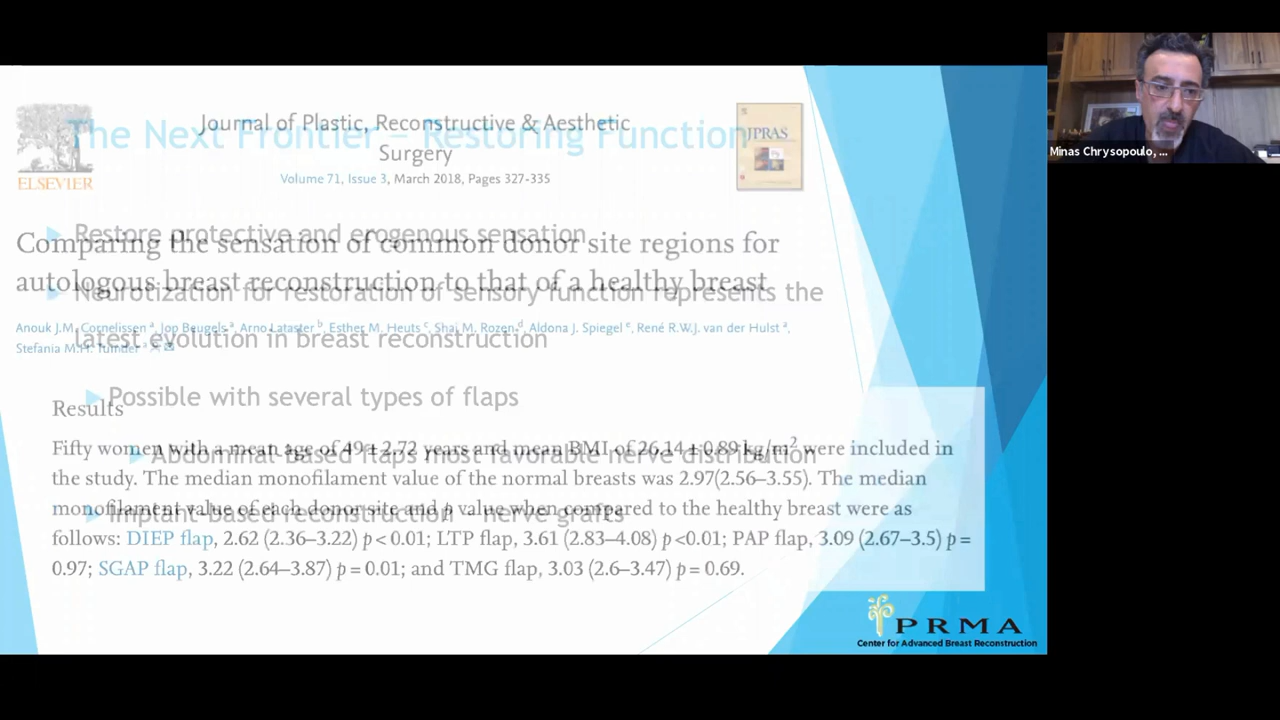 The Next Frontier – Restoring Function
Restore protective and erogenous sensation
Neurotization for restoration of sensory function represents the
latest evolution in breast reconstruction
Possible with several types of flaps
Abdominal-based flaps most favorable nerve distribution
Implant-based reconstruction – nerve grafts
ELSEVIER
Journal of Plastic, Reconstructive & Aesthetic
Surgery
Volume 71, Issue 3, March 2018, Pages 327-335
JPRAS
Comparing the sensation of common donor site regions for
autologous breast reconstruction to that of a healthy breast
Anouk J.M. Cornelissen a, Jop Beugels a, Arno Lataster b, Esther M. Heuts c, Shai M. Rozen d, Aldona J. Spiegel e, René R.W.J. van der Hulst a,
Stefania M.H. Tuinder a
Results
Fifty women with a mean age of 49 ± 2.72 years and mean BMI of 26.14 ± 0.89 kg/m² were included in
the study. The median monofilament value of the normal breasts was 2.97(2.56–3.55). The median
monofilament value of each donor site and p value when compared to the healthy breast were as
follows: DIEP flap, 2.62 (2.36–3.22) p < 0.01; LTP flap, 3.61 (2.83–4.08) p <0.01; PAP flap, 3.09 (2.67–3.5) p =
0.97; SGAP flap, 3.22 (2.64–3.87) p = 0.01; and TMG flap, 3.03 (2.6–3.47) p = 0.69.
PRMA
Center for Advanced Breast Reconstruction
Minas Chrysopoulo, ...